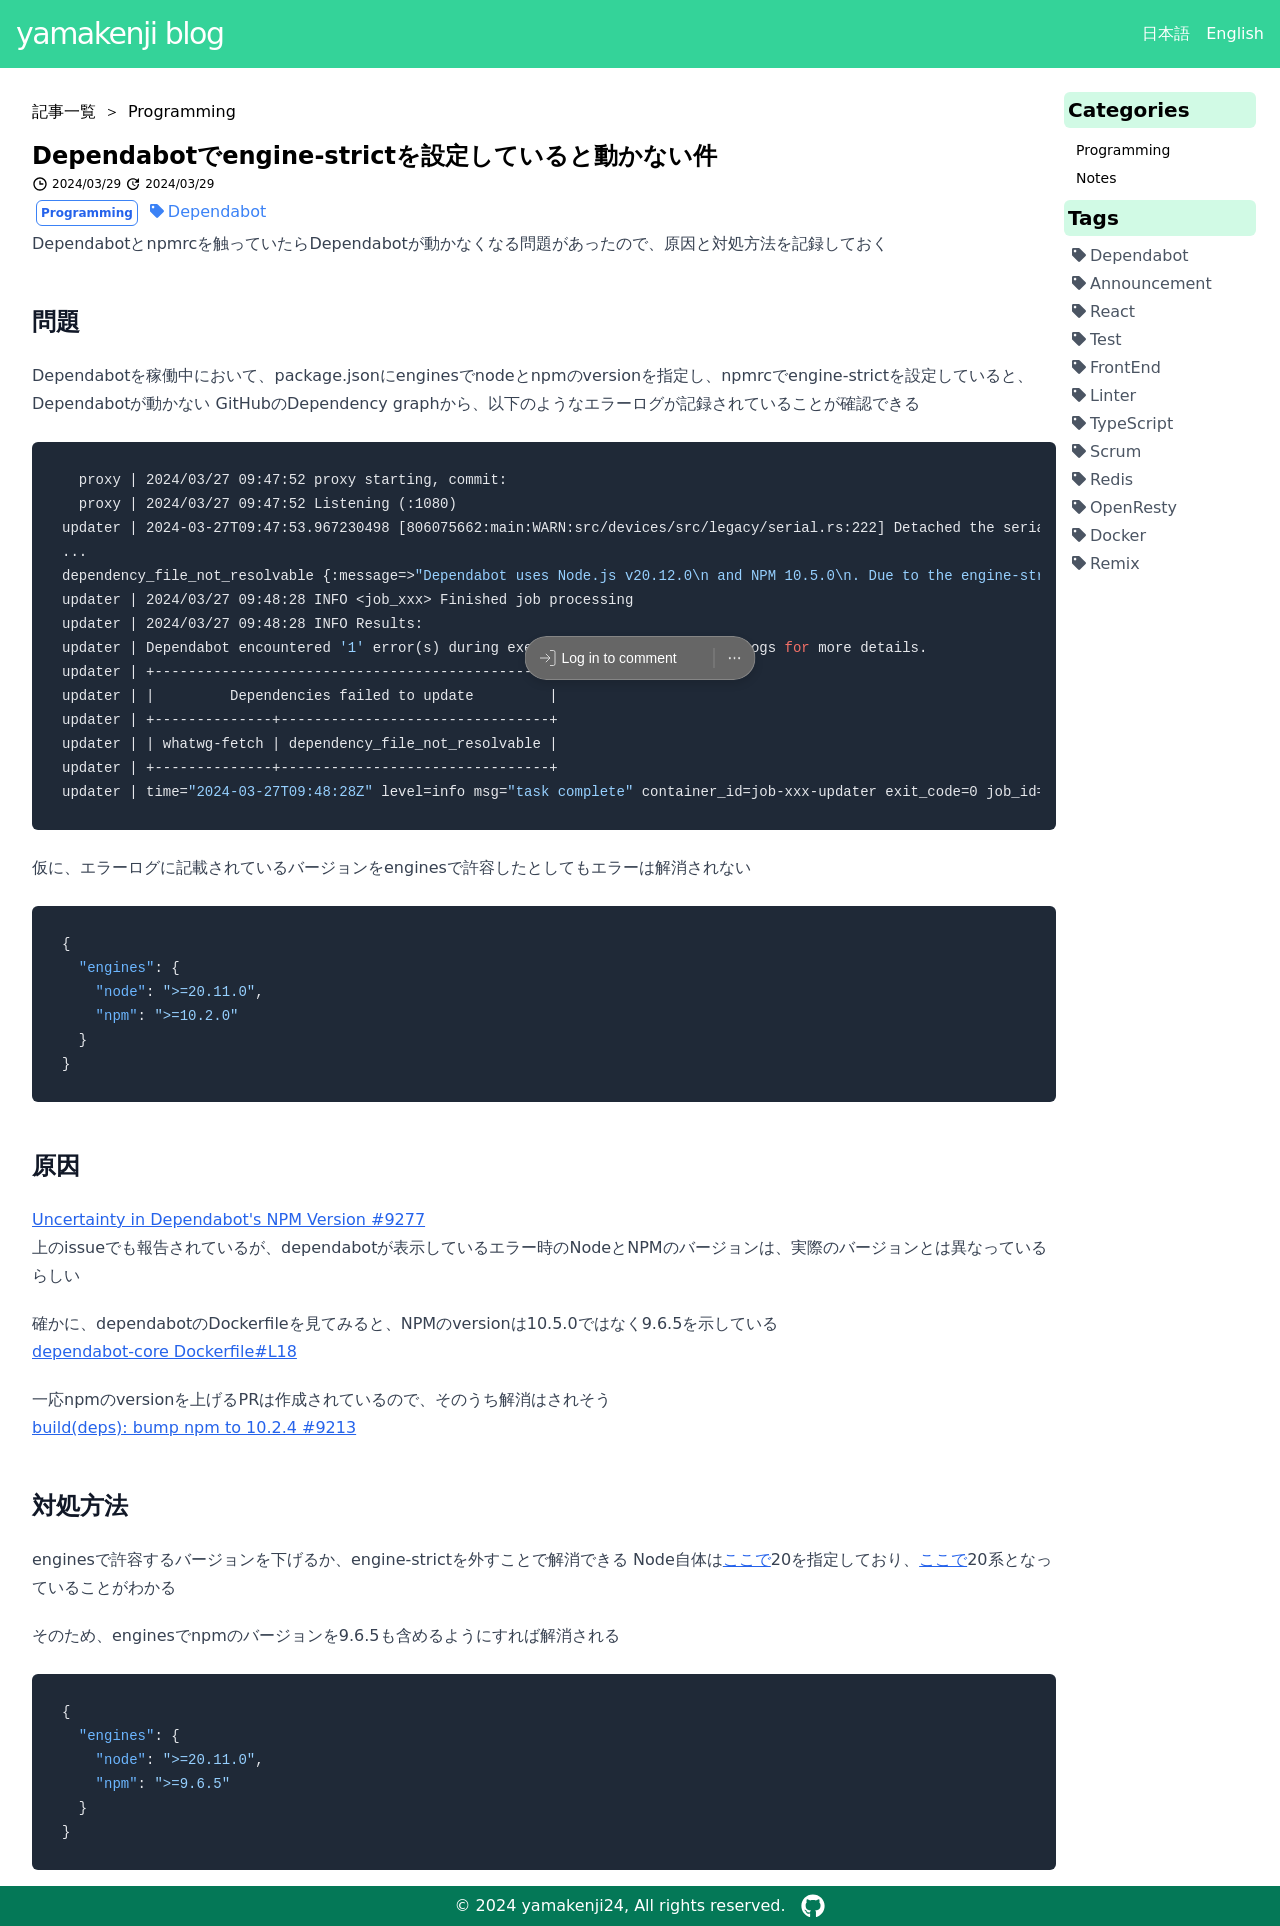 yamakenji blog
日本語 English
記事一覧 > Programming
Dependabotでengine-strictを設定していると動かない件
2024/03/29 2024/03/29
Programming Dependabot
Dependabotとnpmrcを触っていたらDependabotが動かなくなる問題があったので、原因と対処方法を記録しておく
問題
Dependabotを稼働中において、package.jsonにenginesでnodeとnpmのversionを指定し、npmrcでengine-strictを設定していると、
Dependabotが動かない GitHubのDependency graphから、以下のようなエラーログが記録されていることが確認できる
proxy | 2024/03/27 09:47:52 proxy starting, commit:
proxy | 2024/03/27 09:47:52 Listening (:1080)
updater | 2024-03-27T09:47:53.967230498 [806075662:main:WARN:src/devices/src/legacy/serial.rs:222] Detached the
...
dependency_file_not_resolvable {:message=>"Dependabot uses Node.js v20.12.0\n and NPM 10.5.0\n. Due to the
updater | 2024/03/27 09:48:28 INFO <job_xxx> Finished job processing
updater | 2024/03/27 09:48:28 INFO Results:
updater | Dependabot encountered '1' error(s) during for more details.
Log in to comment
updater | +---------------------------------------------
updater | |         Dependencies failed to update         |
updater | +--------------+--------------------------------+
updater | | whatwg-fetch | dependency_file_not_resolvable |
updater | +--------------+--------------------------------+
updater | time="2024-03-27T09:48:28Z" level=info msg="task complete" container_id=job-xxx-updater exit_code=0 job_id=
仮に、エラーログに記載されているバージョンをenginesで許容したとしてもエラーは解消されない
{
"engines": {
"node": ">=20.11.0",
"npm": ">=10.2.0"
}
}
原因
Uncertainty in Dependabot's NPM Version #9277
上のissueでも報告されているが、dependabotが表示しているエラー時のNodeとNPMのバージョンは、実際のバージョンとは異なっている
らしい
確かに、dependabotのDockerfileを見てみると、NPMのversionは10.5.0ではなく9.6.5を示している
dependabot-core Dockerfile#L18
一応npmのversionを上げるPRは作成されているので、そのうち解消はされそう
build(deps): bump npm to 10.2.4 #9213
対処方法
enginesで許容するバージョンを下げるか、engine-strictを外すことで解消できる Node自体はここで20を指定しており、ここで20系となっ
ていることがわかる
そのため、enginesでnpmのバージョンを9.6.5も含めるようにすれば解消される
{
"engines": {
"node": ">=20.11.0",
"npm": ">=9.6.5"
}
}
Categories
Programming
Notes
Tags
Dependabot
Announcement
React
Test
FrontEnd
Linter
TypeScript
Scrum
Redis
OpenResty
Docker
Remix
© 2024 yamakenji24, All rights reserved.